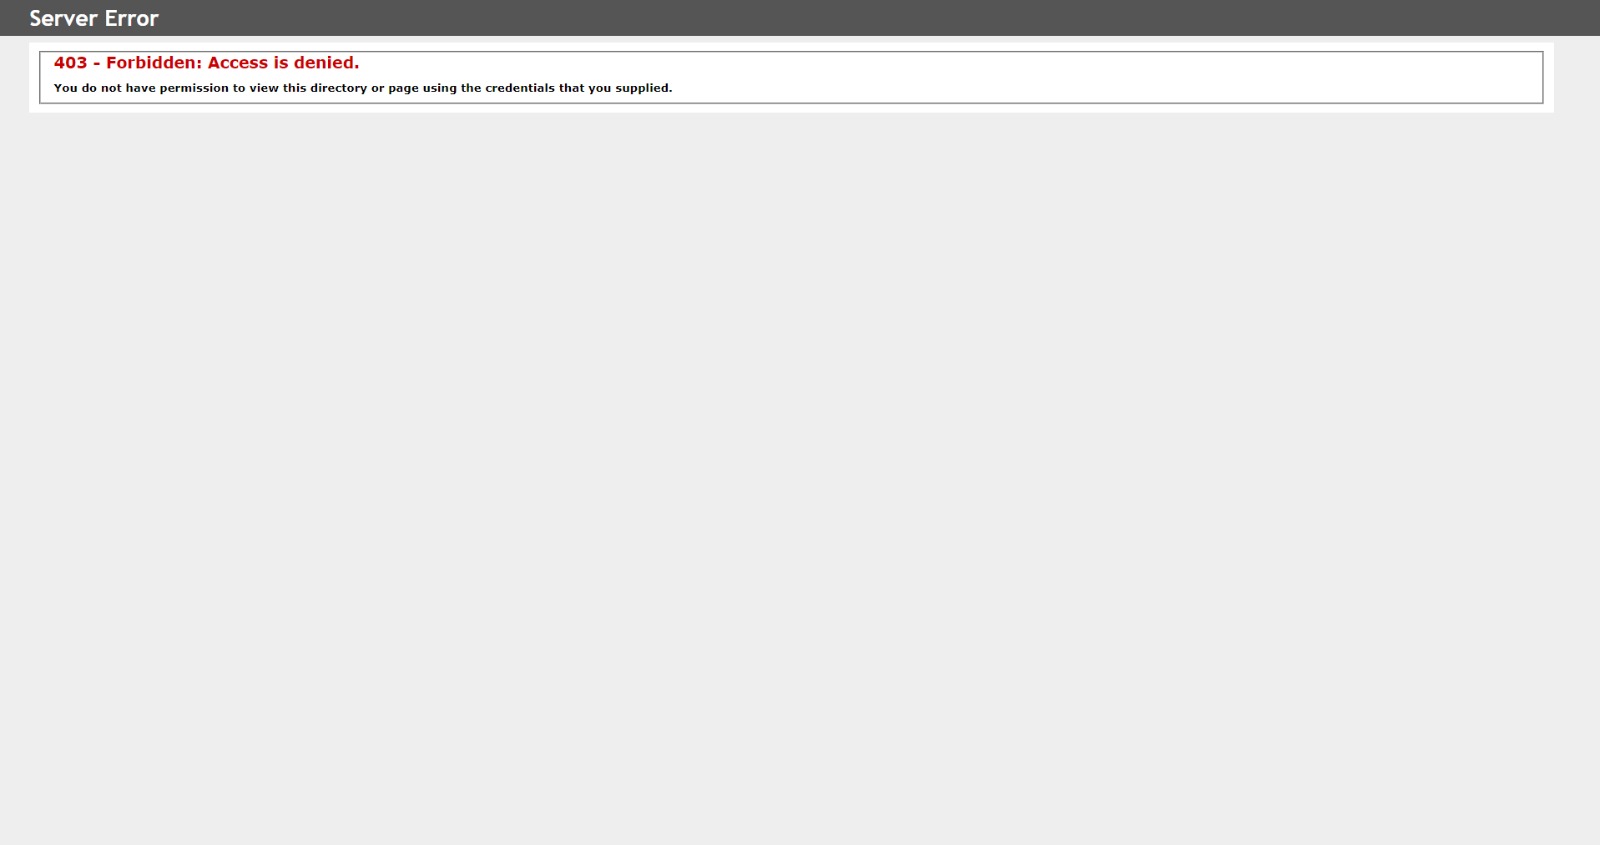 Server Error
403 - Forbidden: Access is denied.
You do not have permission to view this directory or page using the credentials that you supplied.